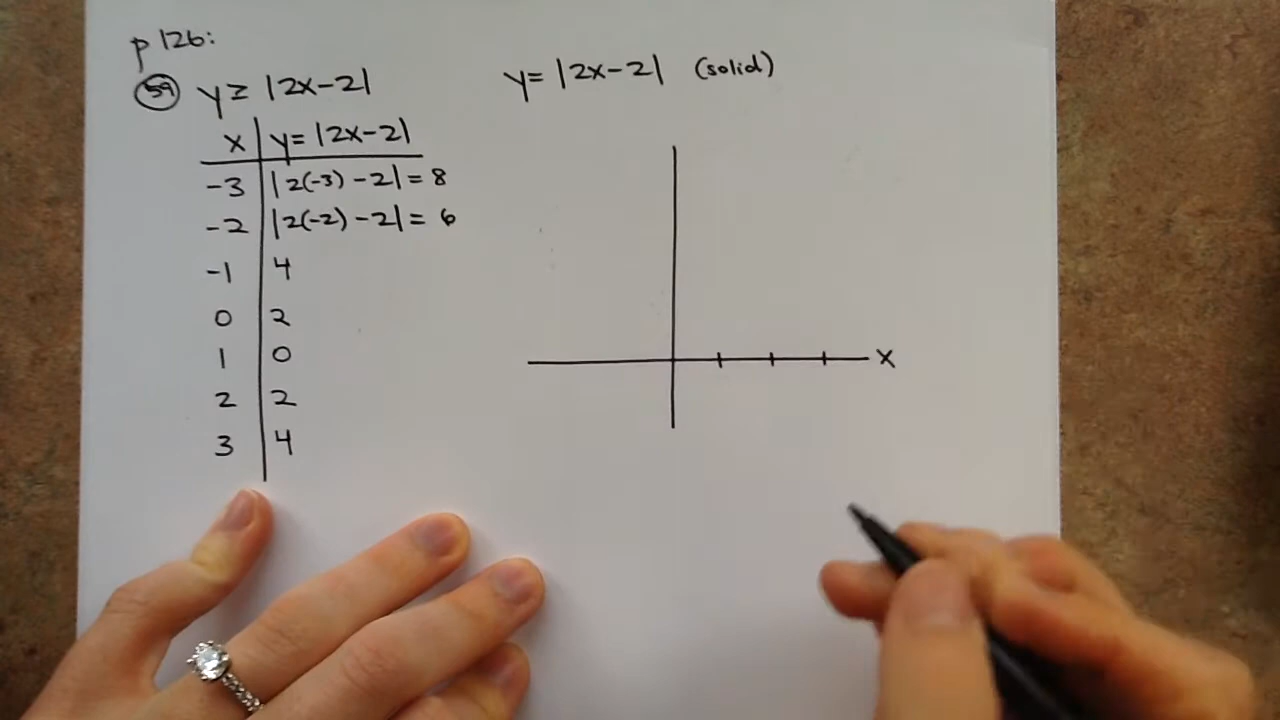 p 126:
59 y ≥ |2x-2|
y= |2x-2| (solid)
x y= |2x-2|
-3 |2(-3) -2| = 8
-2 |2(-2) -2| = 6
-1 4
0 2
1 0
2 2
3 4
x